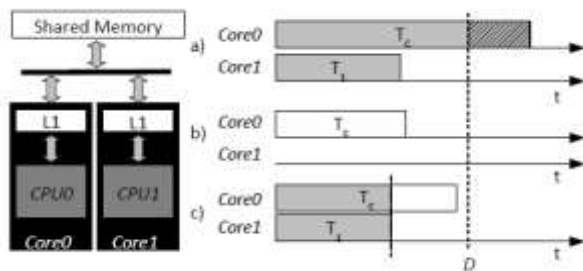 Shared Memory
L1
L1
CPU0
CPU1
Core0
Core1
a)
Core0
Tc
Core1
T1
t
b)
Core0
Tc
Core1
t
c)
Core0
Tc
Core1
T1
t
D